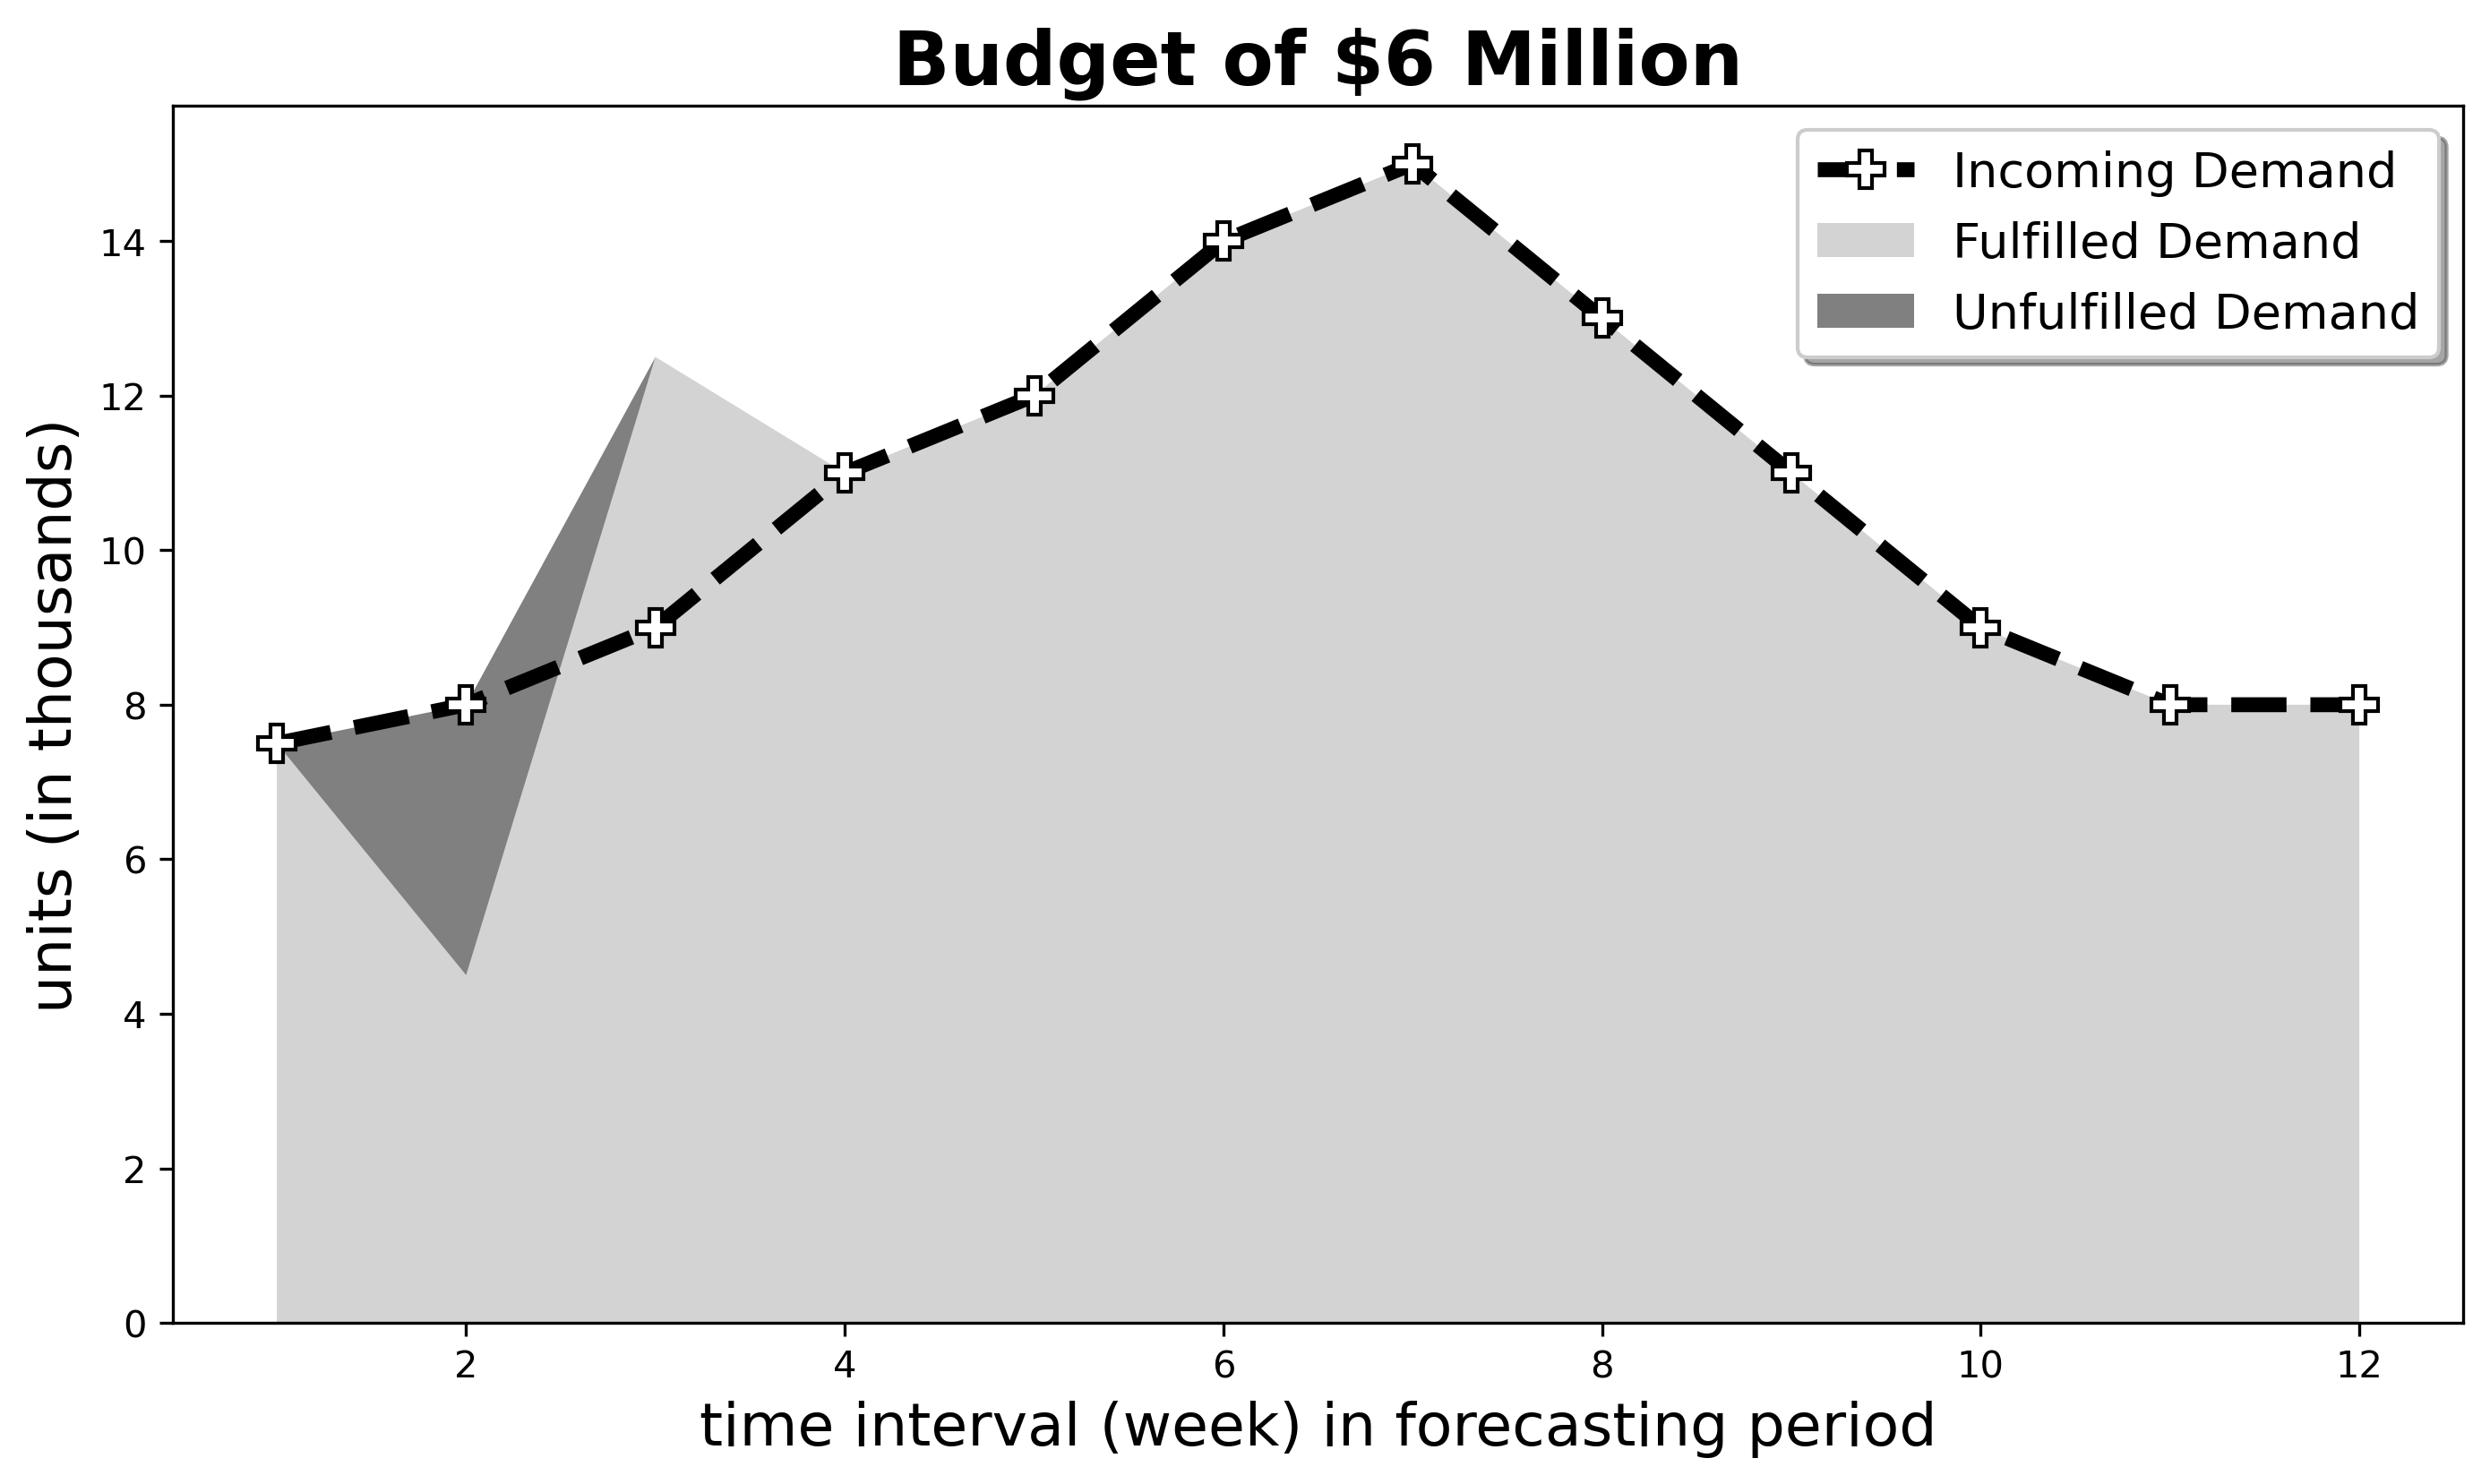 Budget of $6 Million
Incoming Demand
Fulfilled Demand
Unfulfilled Demand
units (in thousands)
14
12
10
8
6
4
2
0
2 4 6 8 10 12
time interval (week) in forecasting period